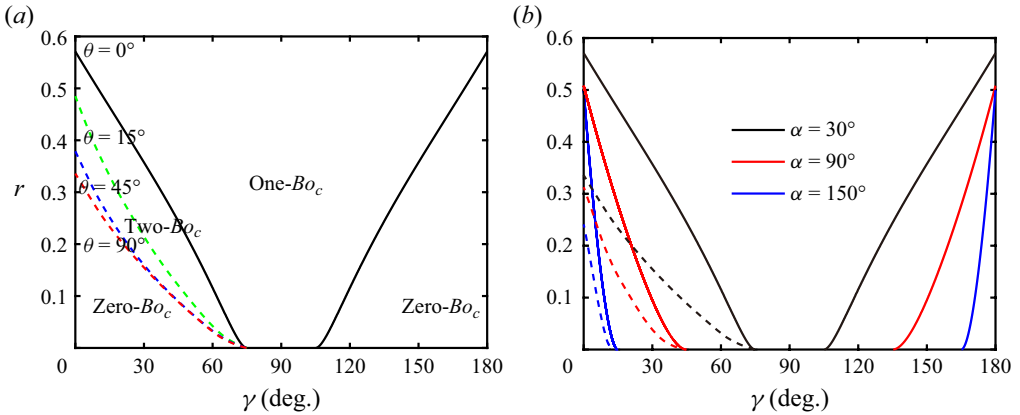 (a)
0.6
0.5
0.4
r
0.3
0.2
0.1
0
30
60
90
120
150
180
γ (deg.)
θ = 0°
θ = 15°
θ = 45°
θ = 90°
One-Bo_c
Two-Bo_c
Zero-Bo_c
Zero-Bo_c
(b)
0.6
0.5
0.4
0.3
0.2
0.1
0
30
60
90
120
150
180
γ (deg.)
α = 30°
α = 90°
α = 150°